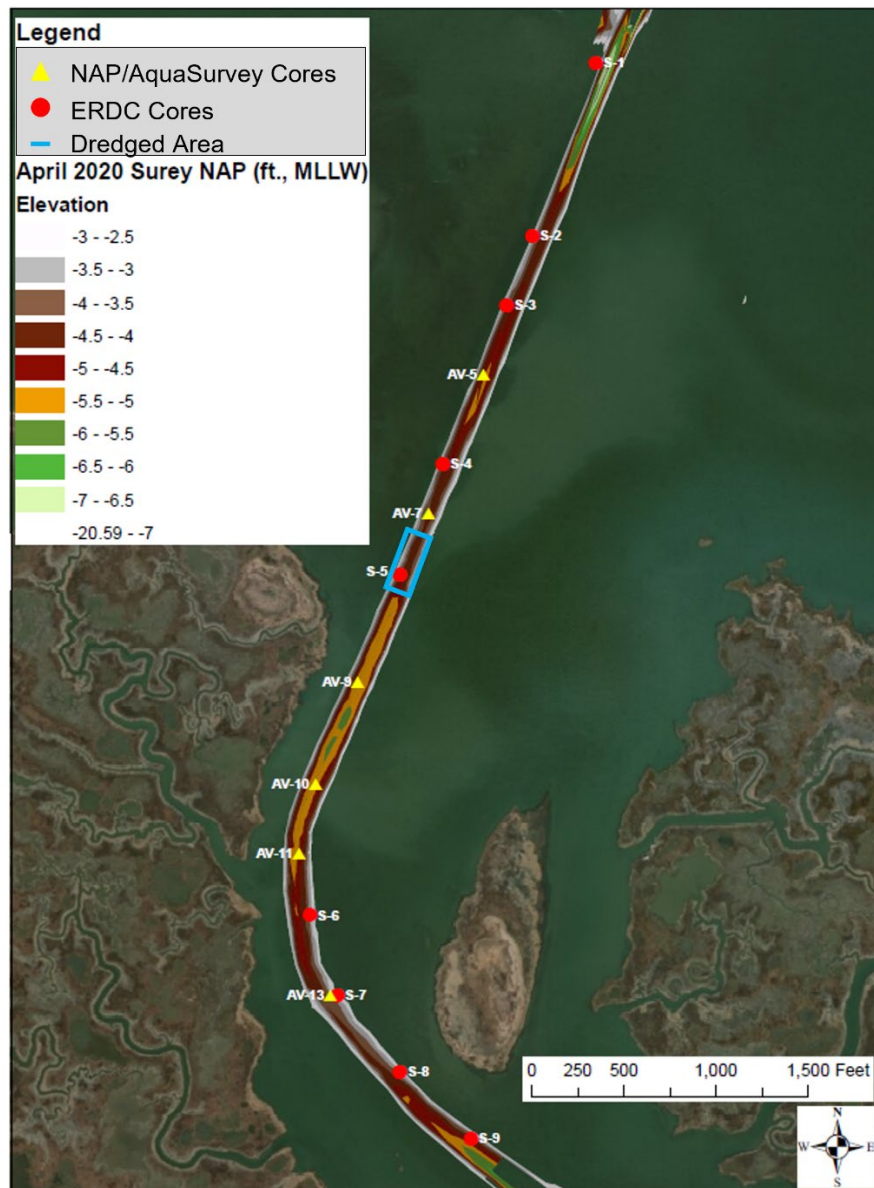 Legend
NAP/AquaSurvey Cores
ERDC Cores
Dredged Area
April 2020 Surey NAP (ft., MLLW)
Elevation
-3 - -2.5
-3.5 - -3
-4 - -3.5
-4.5 - -4
-5 - -4.5
-5.5 - -5
-6 - -5.5
-6.5 - -6
-7 - -6.5
-20.59 - -7
S-1
S-2
S-3
AV-5
S-4
AV-7
S-5
AV-9
AV-10
AV-11
S-6
AV-13
S-7
S-8
S-9
0 250 500 1,000 1,500 Feet
N
W E
S